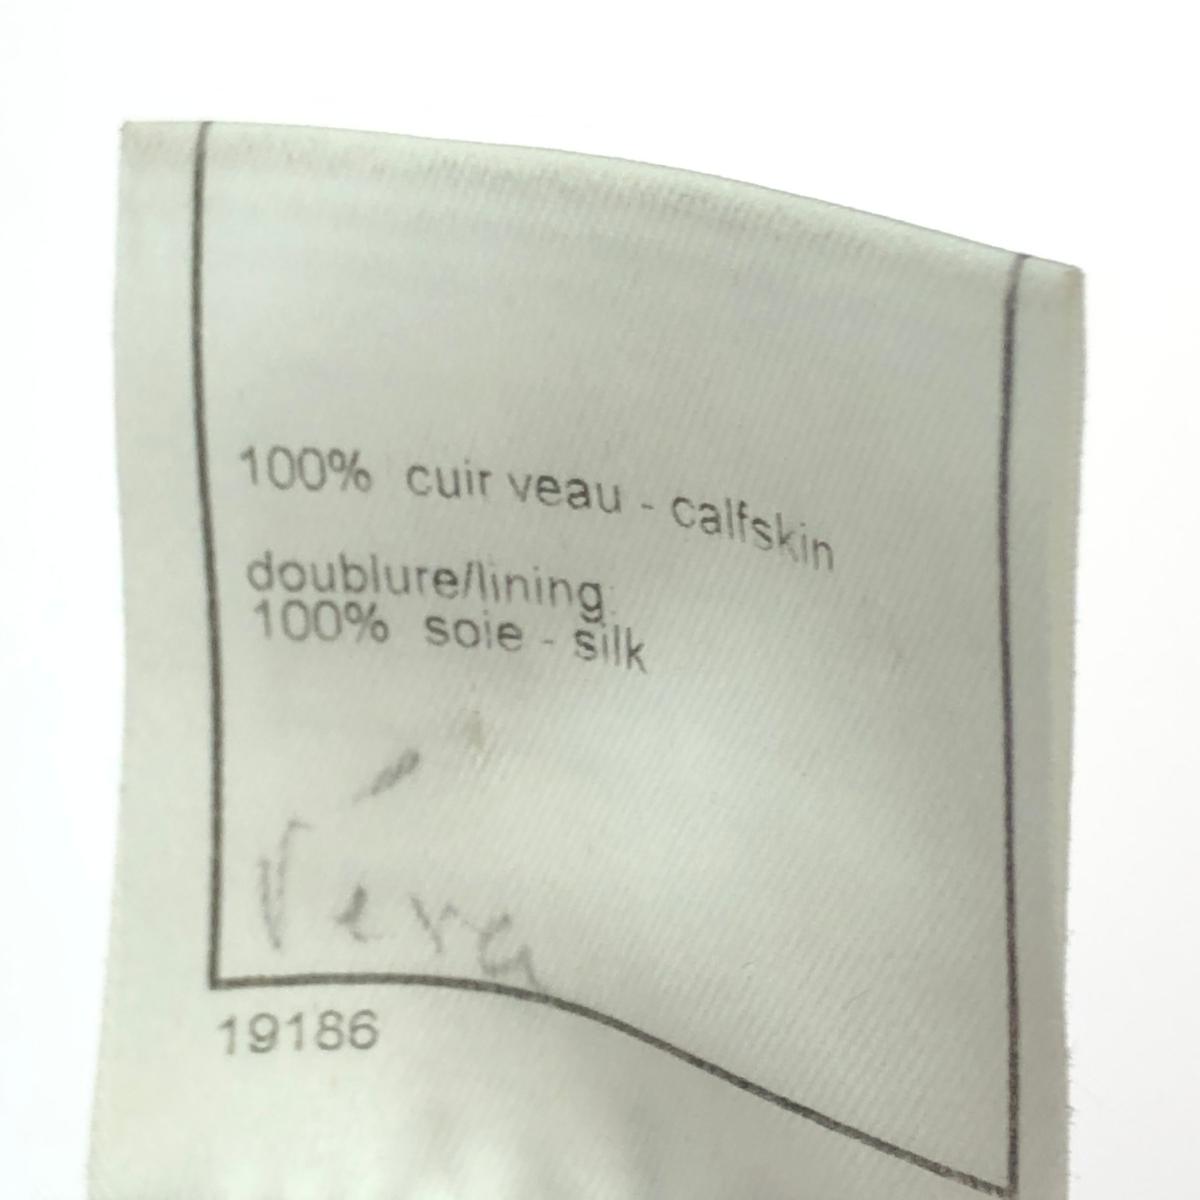 100% cuir veau - calfskin
doublure/lining:
100% soie - silk
Véra
19186